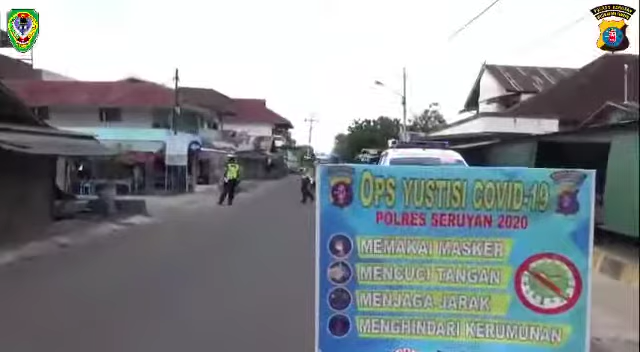 OPS YUSTISI COVID-19
POLRES SERUYAN 2020
MEMAKAI MASKER
MENCUCI TANGAN
MENJAGA JARAK
MENGHINDARI KERUMUNAN